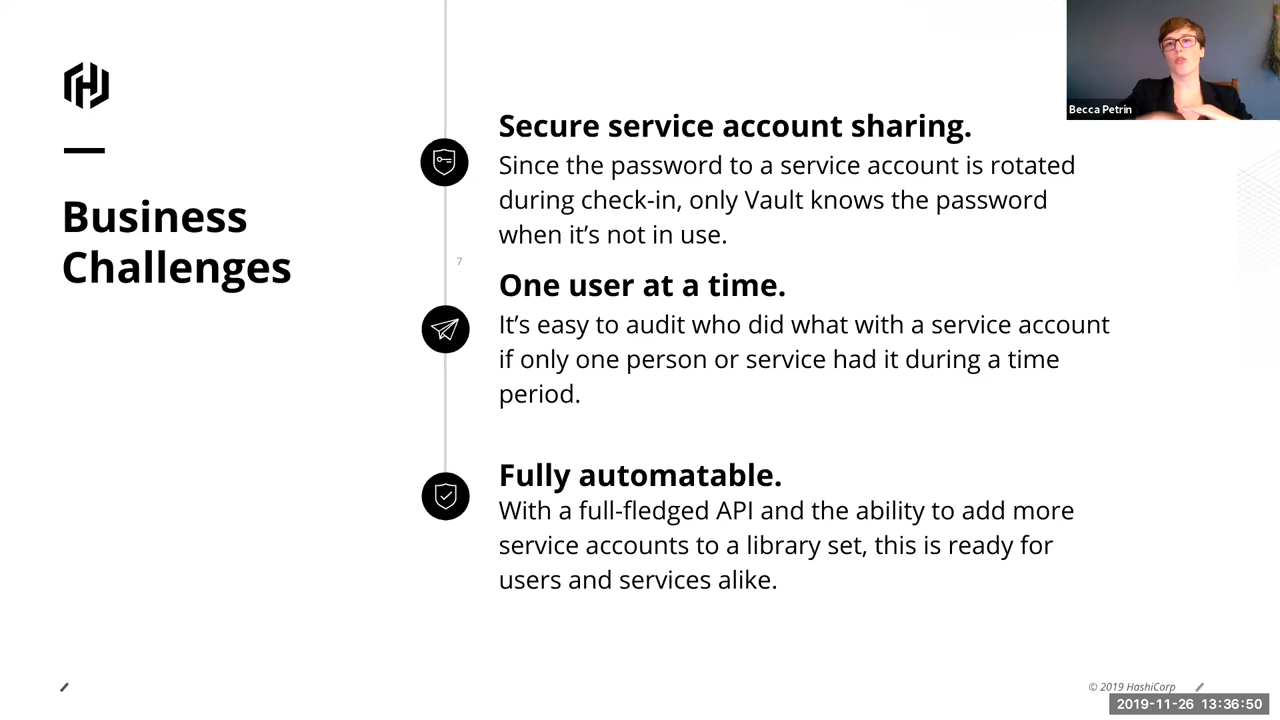 Business
Challenges
7
Secure service account sharing.
Since the password to a service account is rotated
during check-in, only Vault knows the password
when it’s not in use.
One user at a time.
It’s easy to audit who did what with a service account
if only one person or service had it during a time
period.
Fully automatable.
With a full-fledged API and the ability to add more
service accounts to a library set, this is ready for
users and services alike.
Becca Petrin
© 2019 HashiCorp
2019-11-26 13:36:50